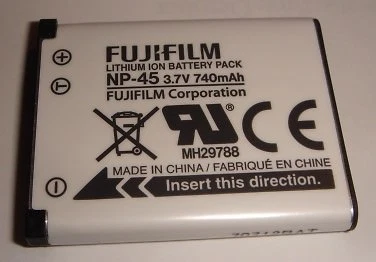 FUJIFILM
LITHIUM ION BATTERY PACK
NP-45 3.7V 740mAh
FUJIFILM Corporation
MH29788
MADE IN CHINA / FABRIQUÉ EN CHINE
Insert this direction.